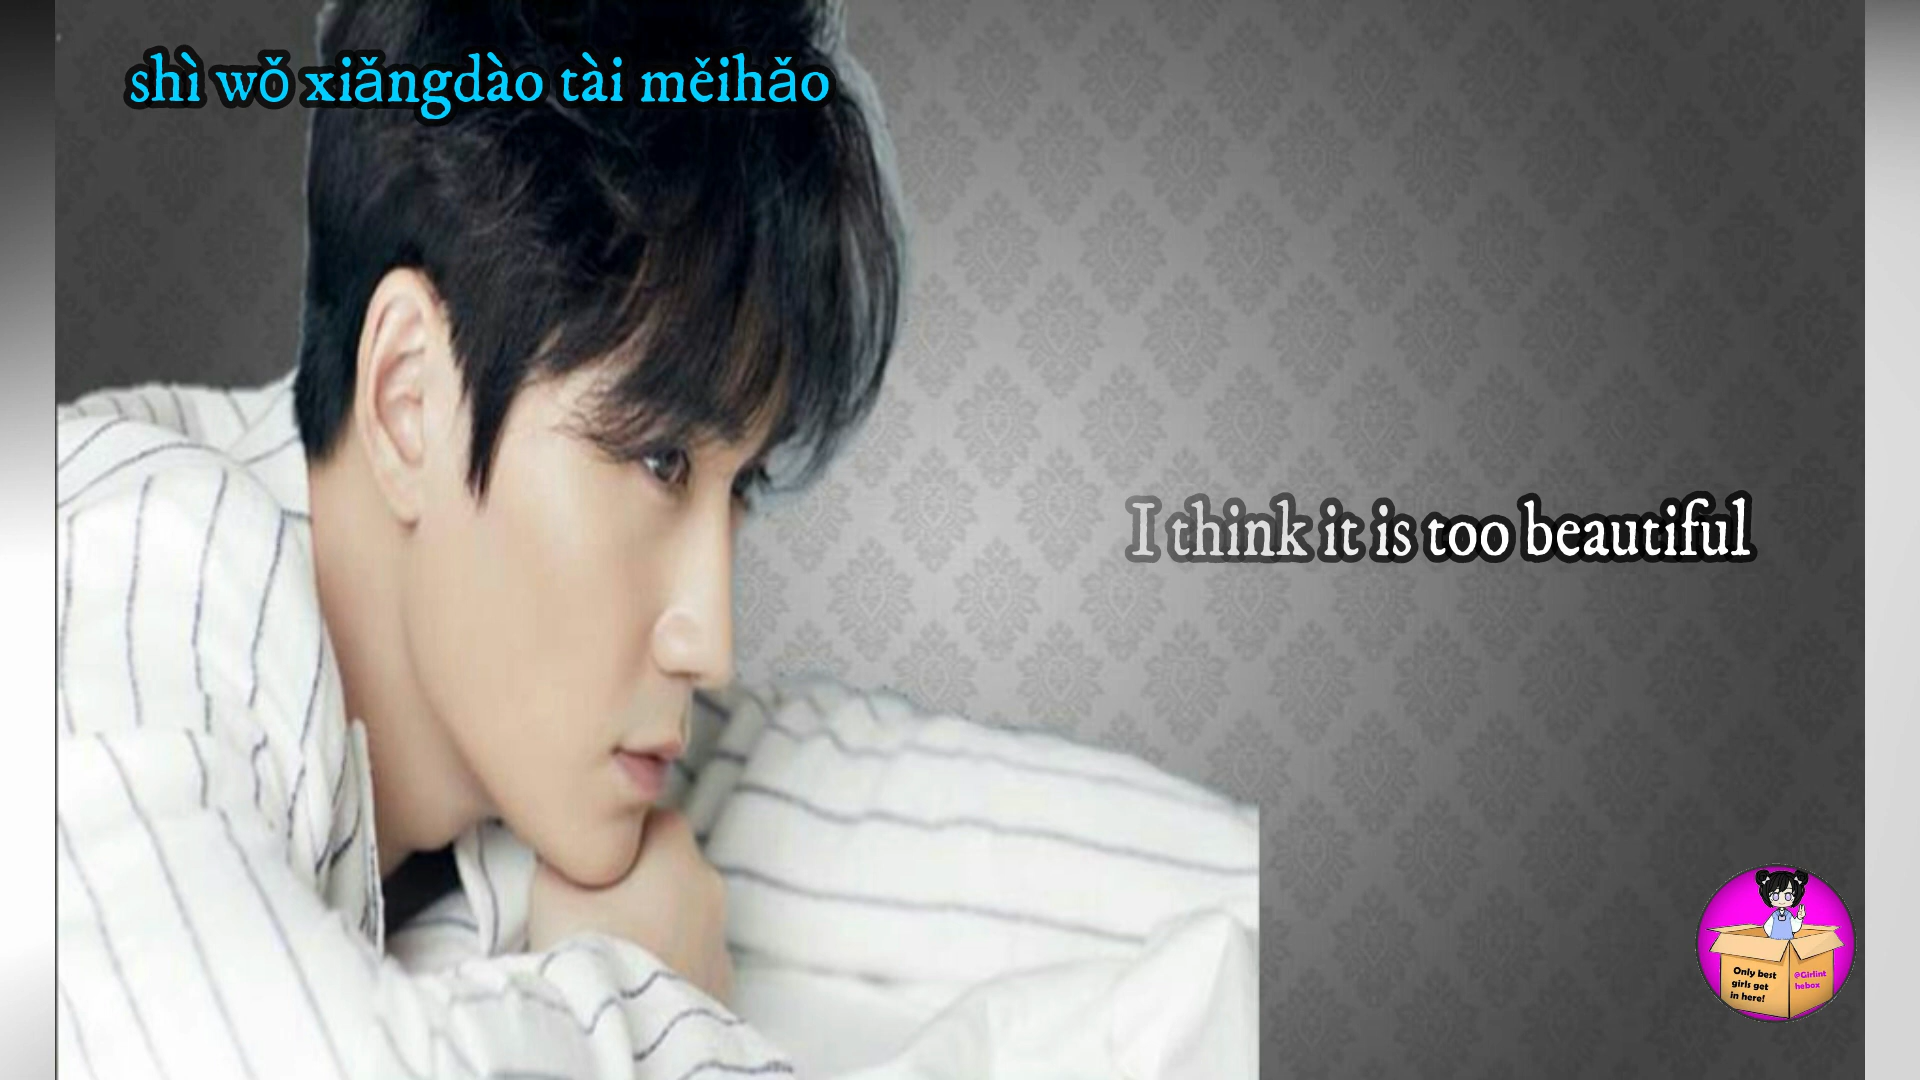 shì wǒ xiǎngdào tài měihǎo
I think it is too beautiful
Only best
girls get
in here!
@Girlint
hebox